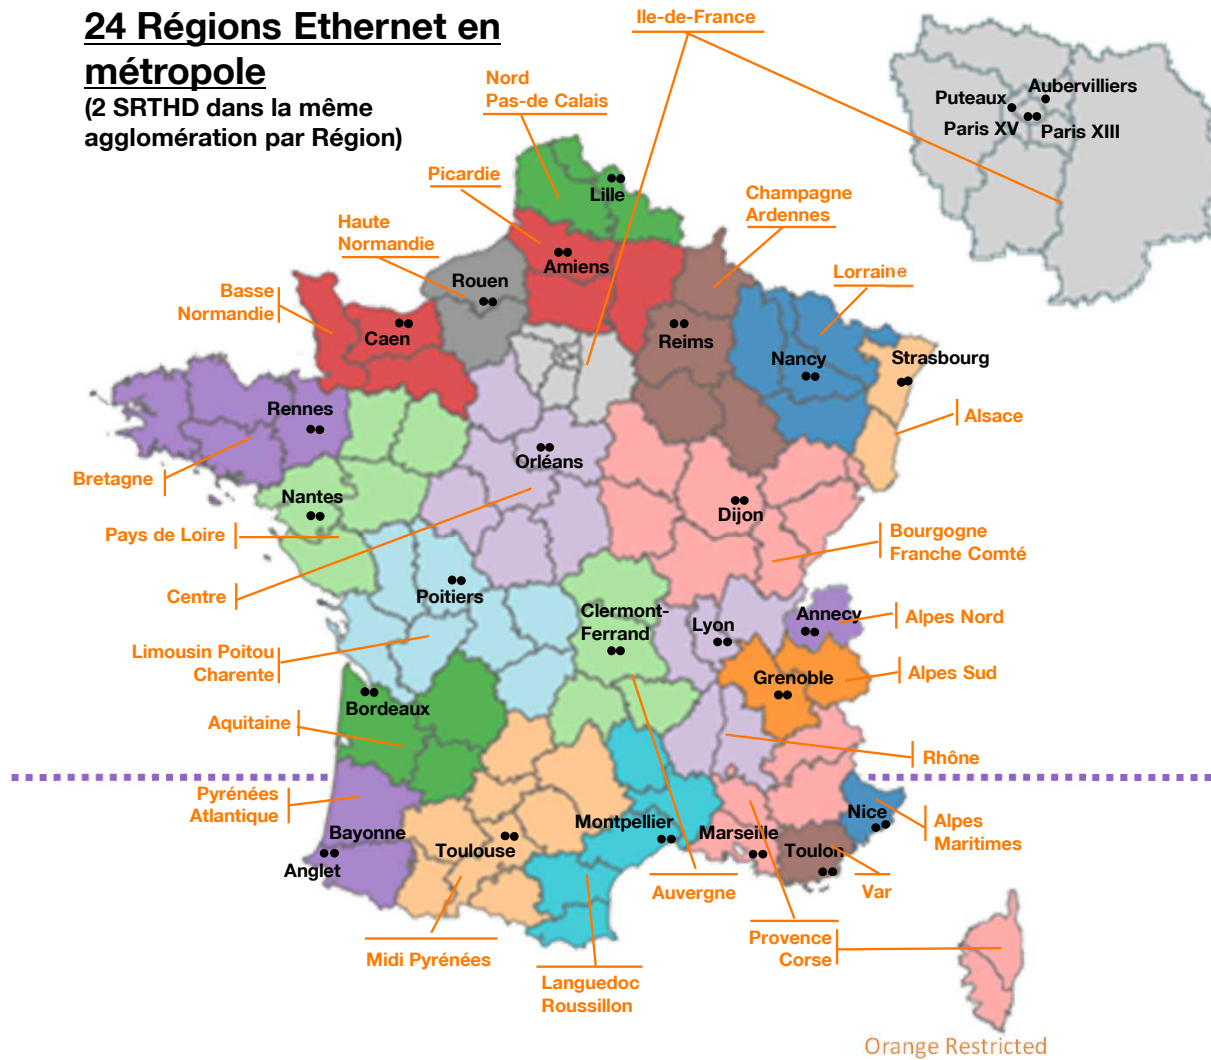 24 Régions Ethernet en
métropole
(2 SRTHD dans la même
agglomération par Région)
Ile-de-France
Aubervilliers
Puteaux
Paris XV
Paris XIII
Nord
Pas-de Calais
Lille
Picardie
Champagne
Ardennes
Haute
Normandie
Amiens
Lorraine
Rouen
Basse
Normandie
Caen
Reims
Nancy
Strasbourg
Alsace
Rennes
Orléans
Bretagne
Nantes
Dijon
Pays de Loire
Bourgogne
Franche Comté
Centre
Poitiers
Clermont-
Ferrand
Lyon
Annecy
Alpes Nord
Limousin Poitou
Charente
Grenoble
Alpes Sud
Bordeaux
Aquitaine
Rhône
Pyrénées
Atlantique
Bayonne
Anglet
Toulouse
Montpellier
Marseille
Toulon
Nice
Alpes
Maritimes
Auvergne
Var
Midi Pyrénées
Languedoc
Roussillon
Provence
Corse
Orange Restricted